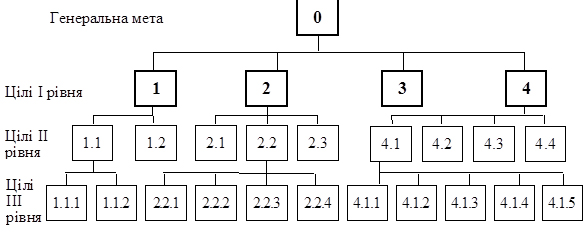 Генеральна мета
0
Цілі І рівня
1 2 3 4
Цілі ІІ
рівня
1.1 1.2 2.1 2.2 2.3 4.1 4.2 4.3 4.4
Цілі
ІІІ
рівня
1.1.1 1.1.2 2.2.1 2.2.2 2.2.3 2.2.4 4.1.1 4.1.2 4.1.3 4.1.4 4.1.5